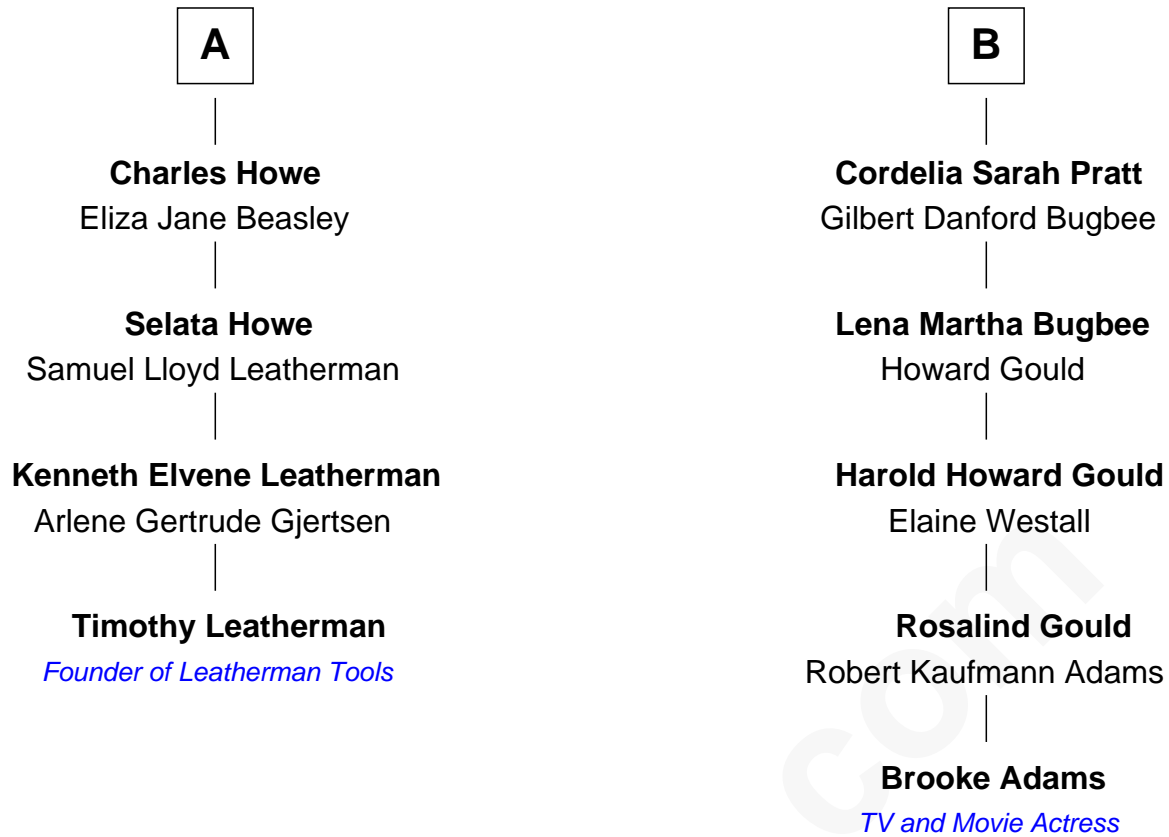 A
Charles Howe
Eliza Jane Beasley
Selata Howe
Samuel Lloyd Leatherman
Kenneth Elvene Leatherman
Arlene Gertrude Gjertsen
Timothy Leatherman
Founder of Leatherman Tools
B
Cordelia Sarah Pratt
Gilbert Danford Bugbee
Lena Martha Bugbee
Howard Gould
Harold Howard Gould
Elaine Westall
Rosalind Gould
Robert Kaufmann Adams
Brooke Adams
TV and Movie Actress
com